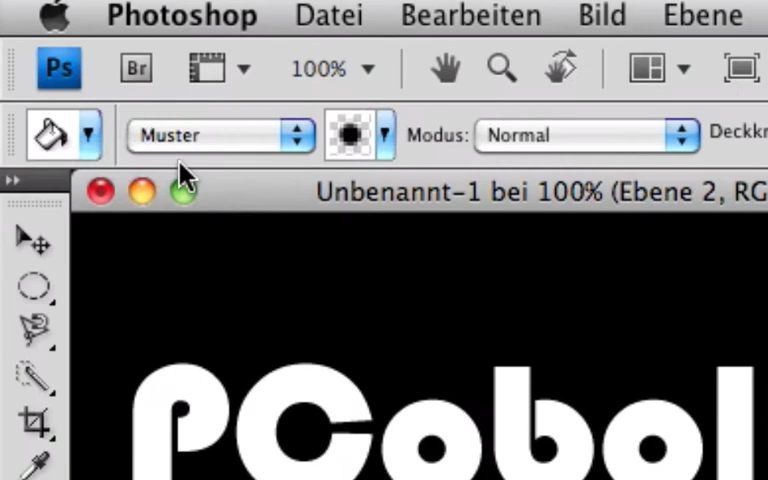 Photoshop Datei Bearbeiten Bild Ebene
Ps Br 100%
Muster Modus: Normal Deckkr
Unbenannt-1 bei 100% (Ebene 2, RG
PCobol